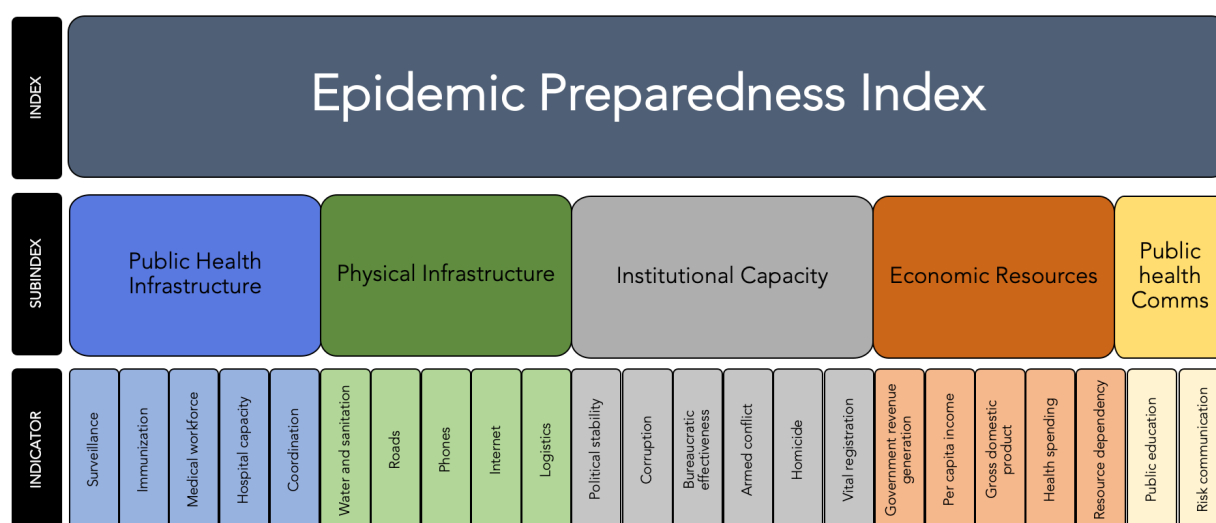 INDEX
Epidemic Preparedness Index
SUBINDEX
Public Health
Infrastructure
Physical Infrastructure
Institutional Capacity
Economic Resources
Public
health
Comms
INDICATOR
Surveillance
Immunization
Medical workforce
Hospital capacity
Coordination
Water and sanitation
Roads
Phones
Internet
Logistics
Political stability
Corruption
Bureaucratic
effectiveness
Armed conflict
Homicide
Vital registration
Government revenue
generation
Per capita income
Gross domestic
product
Health spending
Resource dependency
Public education
Risk communication